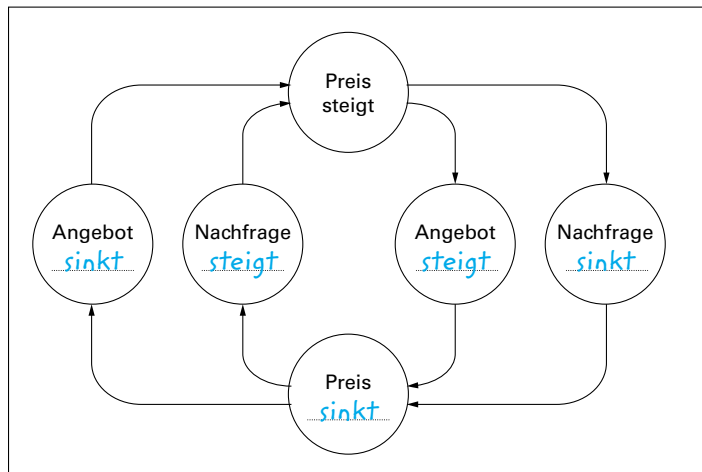 Preis
steigt
Angebot
sinkt
Nachfrage
steigt
Angebot
steigt
Nachfrage
sinkt
Preis
sinkt